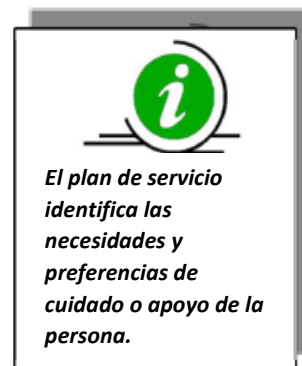 i
El plan de servicio
identifica las
necesidades y
preferencias de
cuidado o apoyo de la
persona.